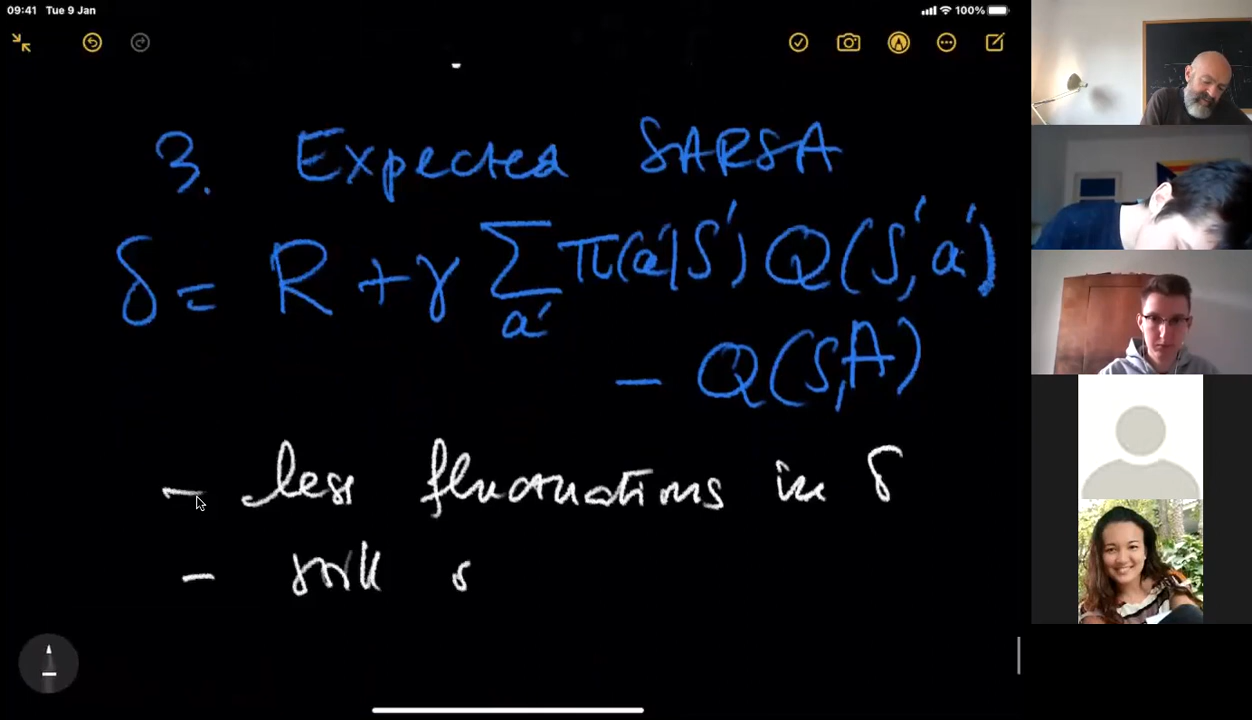 09:41 Tue 9 Jan 100%
3. Expected SARSA
δ = R + γ Σ π(a'|S') Q(S',a')
a'
- Q(S,A)
- less fluctuations in δ
- still o